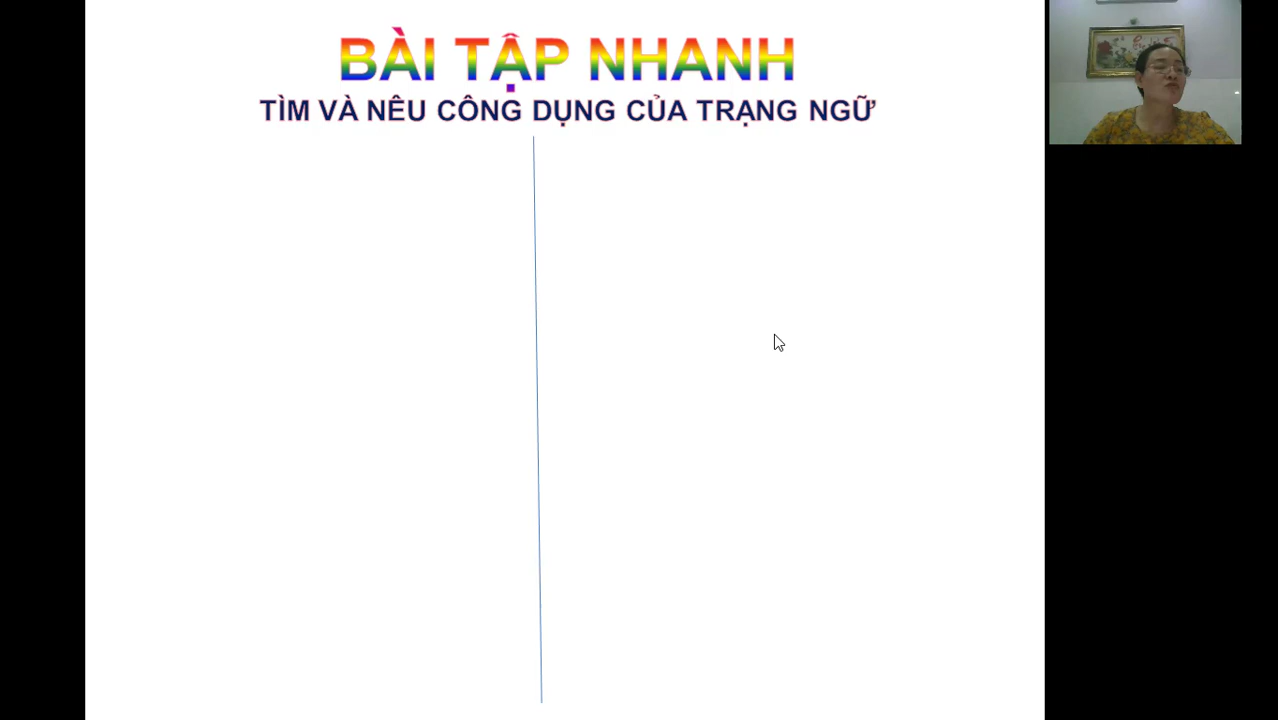 BÀI TẬP NHANH
TÌM VÀ NÊU CÔNG DỤNG CỦA TRẠNG NGỮ